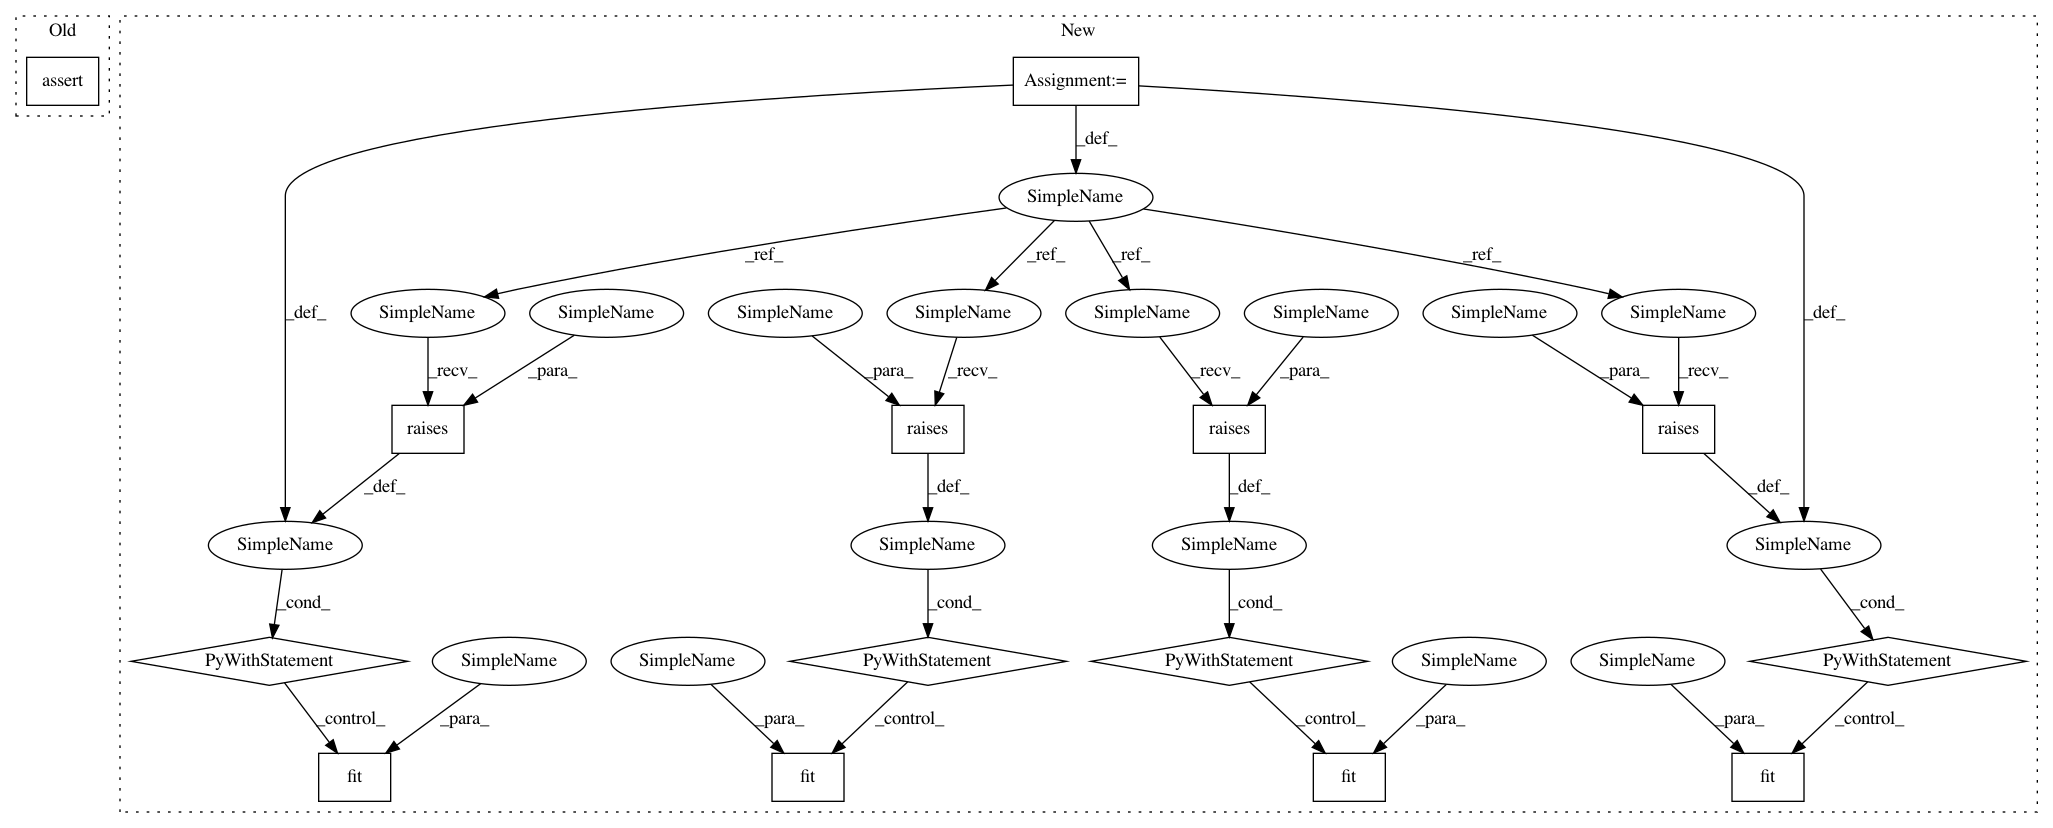 Old
New
assert
Assignment:=
_def_
SimpleName
_ref_
_ref_
_ref_
_ref_
_def_
SimpleName
SimpleName
SimpleName
SimpleName
SimpleName
SimpleName
SimpleName
SimpleName
_def_
_recv_
_para_
_para_
_recv_
_recv_
_para_
_para_
_recv_
raises
raises
raises
raises
_def_
_def_
_def_
_def_
SimpleName
SimpleName
SimpleName
SimpleName
_cond_
_cond_
_cond_
_cond_
PyWithStatement
SimpleName
SimpleName
PyWithStatement
PyWithStatement
SimpleName
SimpleName
PyWithStatement
_control_
_para_
_para_
_control_
_control_
_para_
_para_
_control_
fit
fit
fit
fit